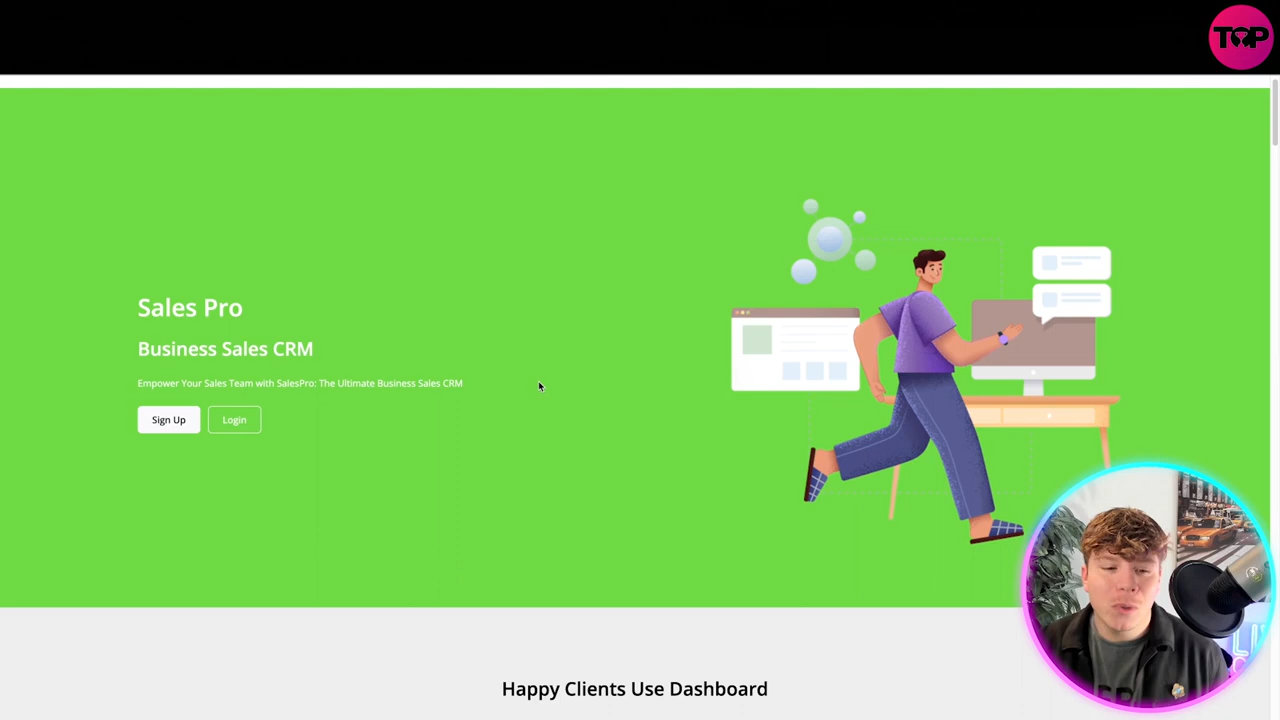 TOP
Sales Pro
Business Sales CRM
Empower Your Sales Team with SalesPro: The Ultimate Business Sales CRM
Sign Up
Login
Happy Clients Use Dashboard